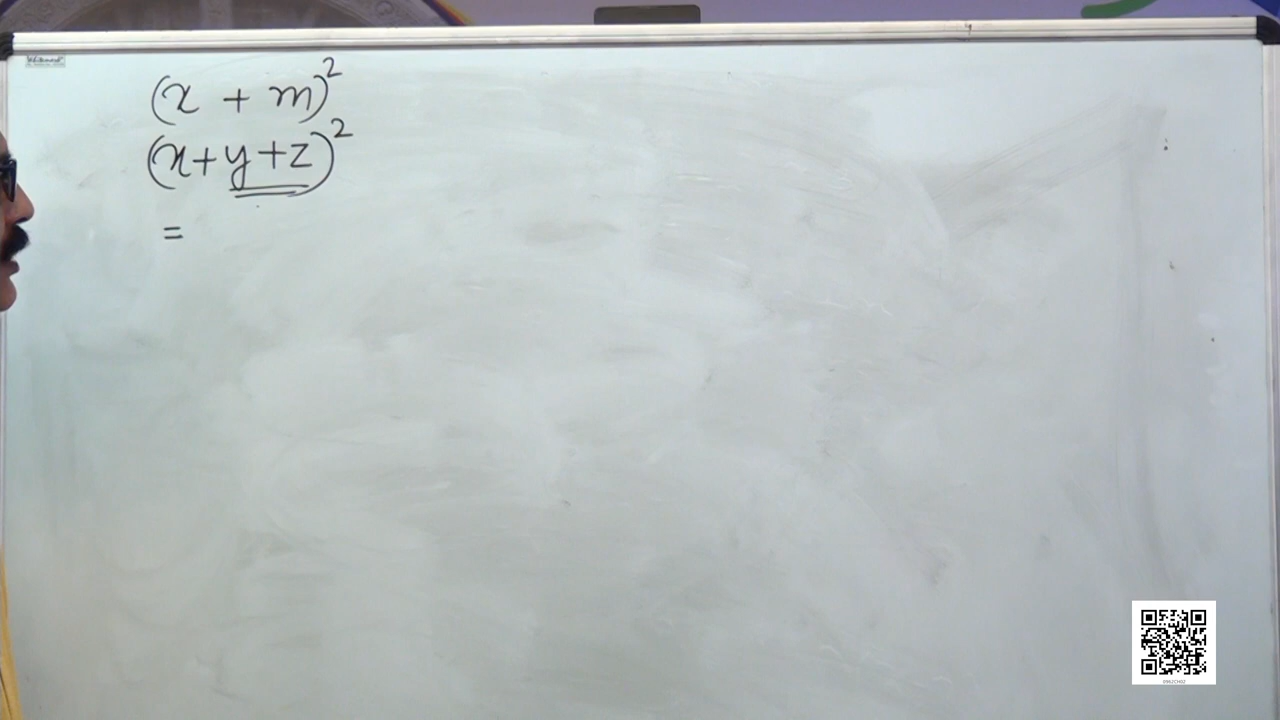 (x + m)²
(x+y+z)²
=